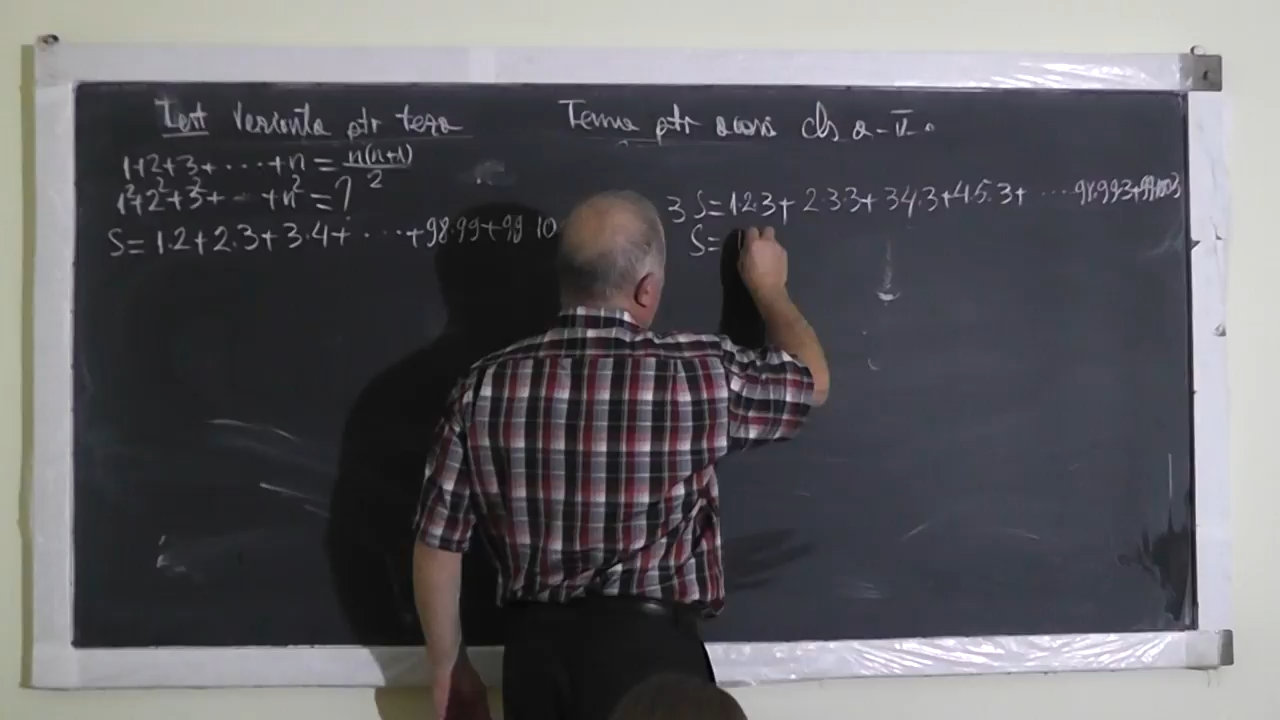 Test Varianta ptr teza
1+2+3+.....+n=n(n+1)/2
1²+2²+3²+...+n²=?
S=1.2+2.3+3.4+....+98.99+99 10
Tema ptr acasă cls a-V.
3 S=1.2.3+ 2.3.3+ 3 4.3+4.5.3+ ....98.99 3+99.100 3
S=